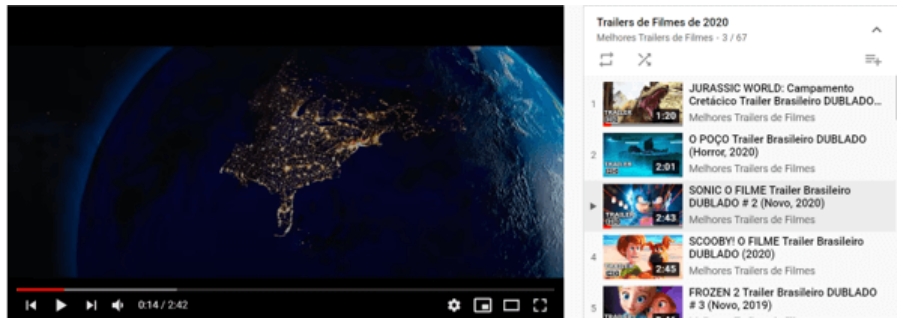 0:14 / 2:42
Trailers de Filmes de 2020
Melhores Trailers de Filmes - 3 / 67
1
1:20
JURASSIC WORLD: Campamento
Cretácico Trailer Brasileiro DUBLADO...
Melhores Trailers de Filmes
2
TRAILER
2:01
O POÇO Trailer Brasileiro DUBLADO
(Horror, 2020)
Melhores Trailers de Filmes
TRAILER
2:43
SONIC O FILME Trailer Brasileiro
DUBLADO # 2 (Novo, 2020)
Melhores Trailers de Filmes
4
TRAILER
2:45
SCOOBY! O FILME Trailer Brasileiro
DUBLADO (2020)
Melhores Trailers de Filmes
5
FROZEN 2 Trailer Brasileiro DUBLADO
# 3 (Novo, 2019)